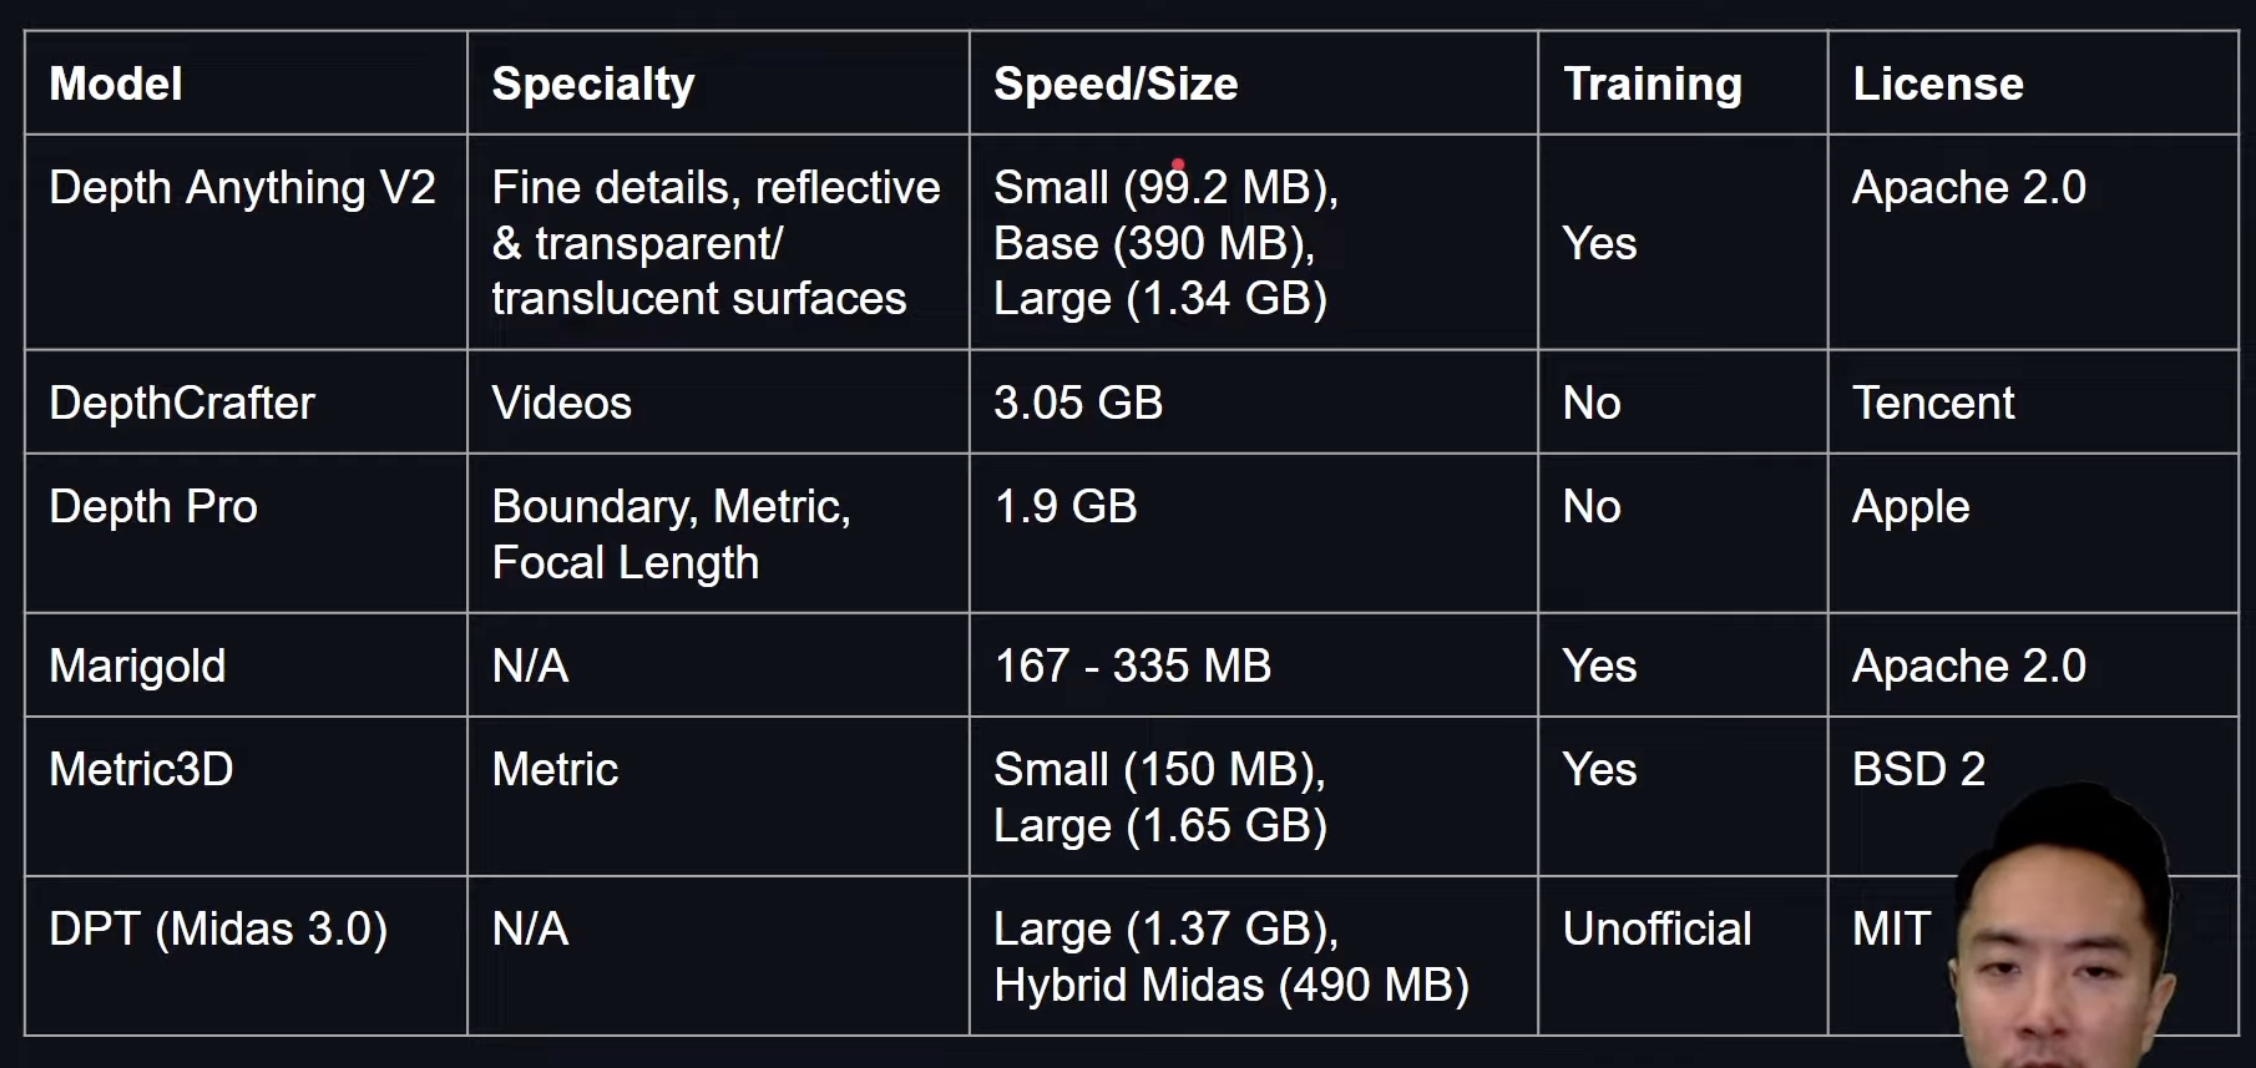 Model Specialty Speed/Size Training License
Depth Anything V2 Fine details, reflective Small (99.2 MB), Apache 2.0
& transparent/ Base (390 MB), Yes
translucent surfaces Large (1.34 GB)
DepthCrafter Videos 3.05 GB No Tencent
Depth Pro Boundary, Metric, 1.9 GB No Apple
Focal Length
Marigold N/A 167 - 335 MB Yes Apache 2.0
Metric3D Metric Small (150 MB), Yes BSD 2
Large (1.65 GB)
DPT (Midas 3.0) N/A Large (1.37 GB), Unofficial MIT
Hybrid Midas (490 MB)